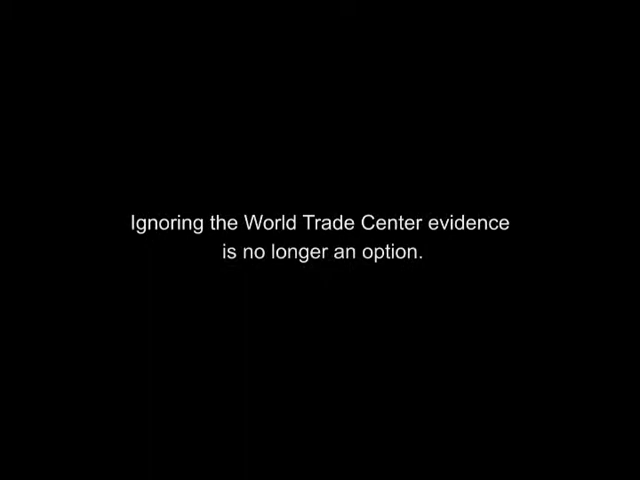 Ignoring the World Trade Center evidence
is no longer an option.